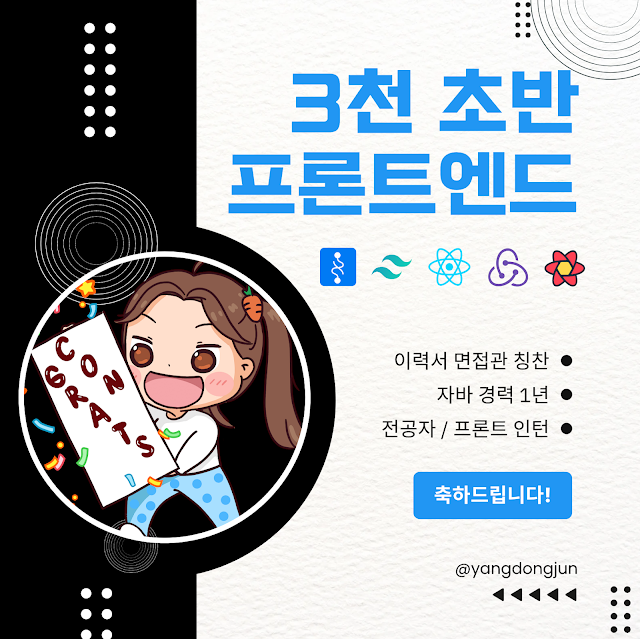 3천 초반
프론트엔드
CON
GRATS
이력서 면접관 칭찬
자바 경력 1년
전공자 / 프론트 인턴
축하드립니다!
@yangdongjun